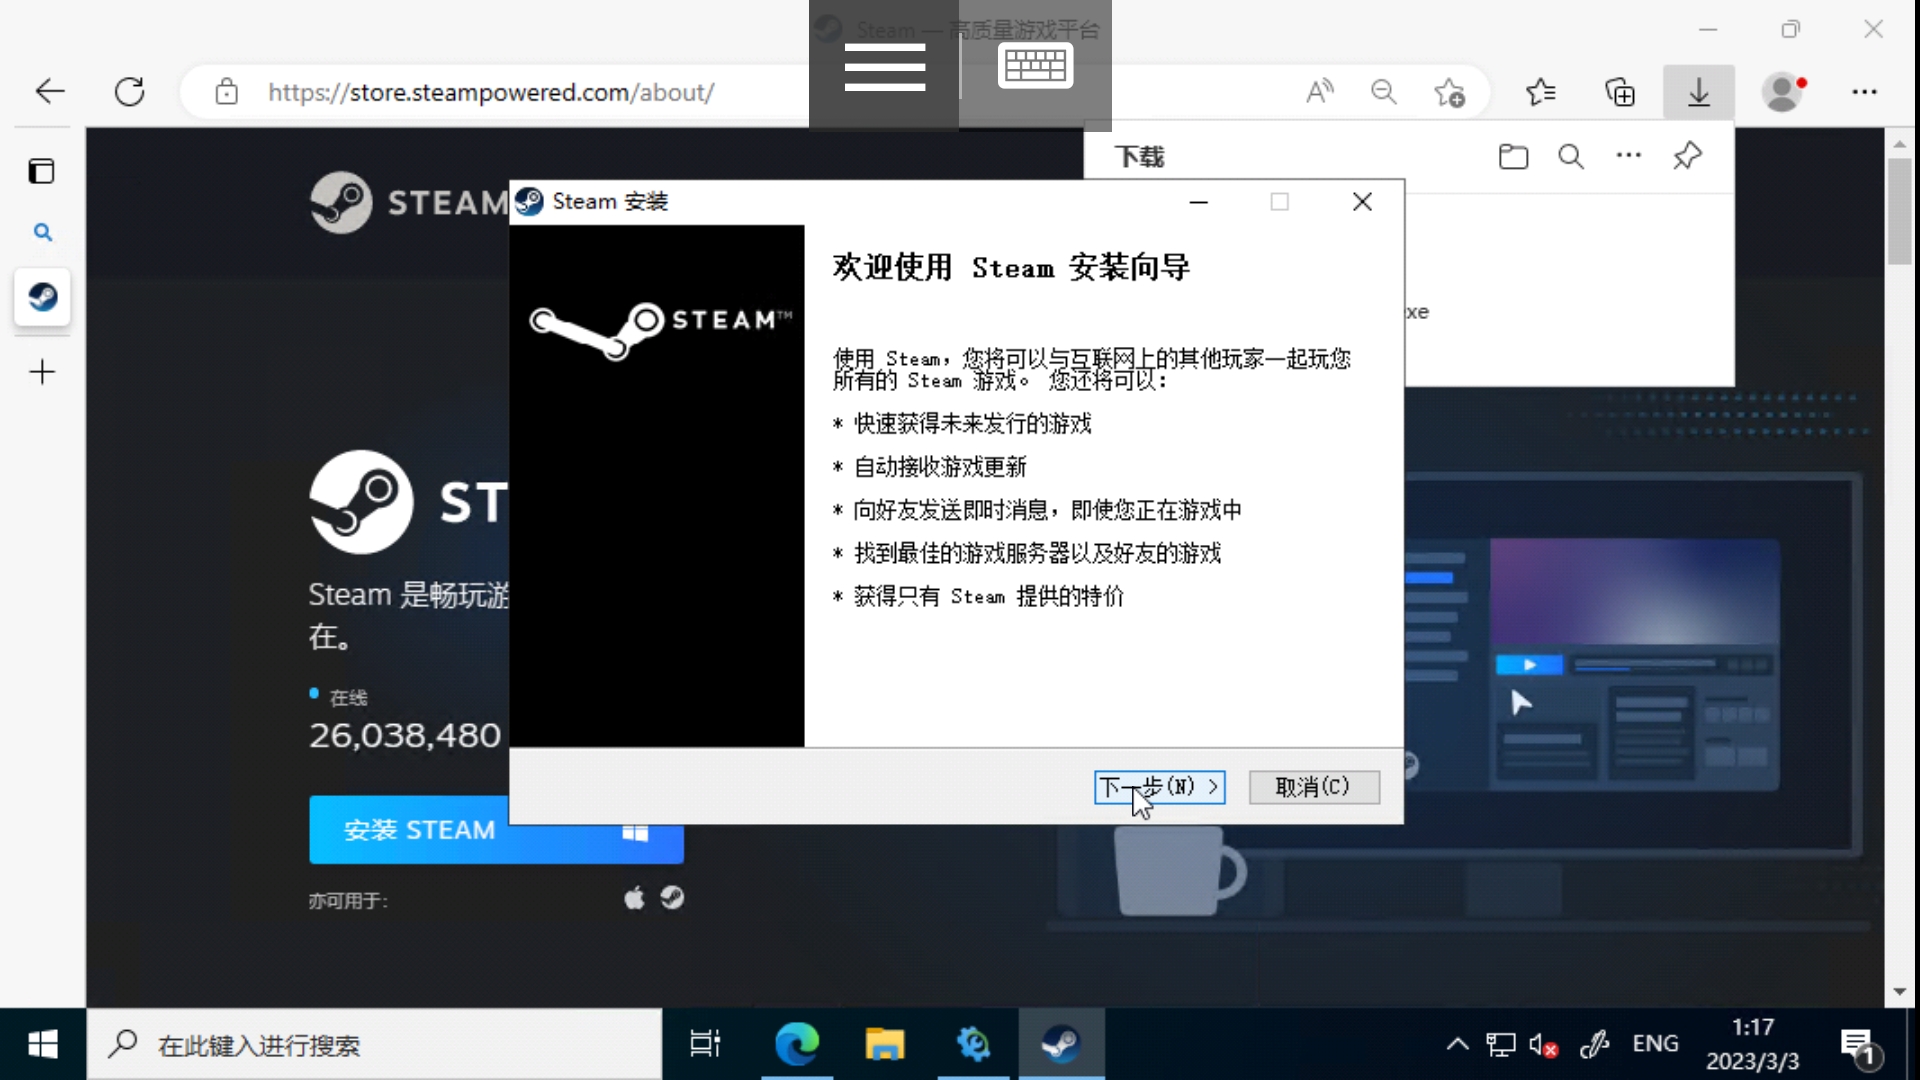 Steam — 高质量游戏平台
https://store.steampowered.com/about/
下载
STEAM
Steam 安装
STEAM™
欢迎使用 Steam 安装向导
使用 Steam，您将可以与互联网上的其他玩家一起玩您
所有的 Steam 游戏。 您还将可以：
* 快速获得未来发行的游戏
* 自动接收游戏更新
* 向好友发送即时消息，即使您正在游戏中
* 找到最佳的游戏服务器以及好友的游戏
* 获得只有 Steam 提供的特价
xe
下一步(N) >
取消(C)
ST
Steam 是畅玩游
在。
在线
26,038,480
安装 STEAM
亦可用于：
在此键入进行搜索
ENG
1:17
2023/3/3
1